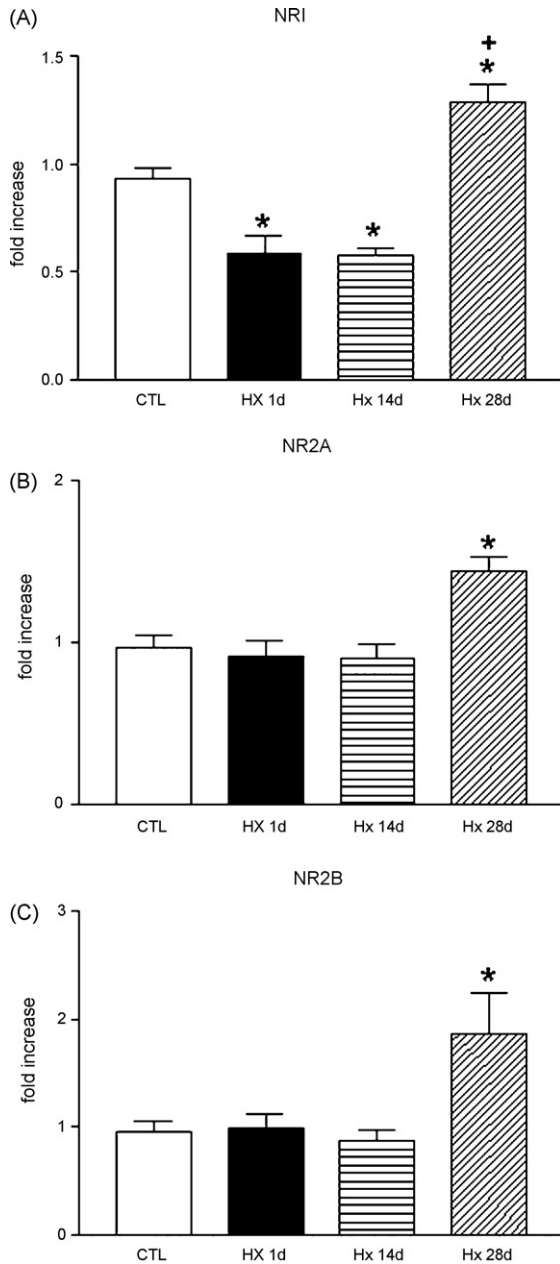 (A)
NRI
fold increase
1.5
1.0
0.5
0.0
+
*
*
*
CTL
HX 1d
Hx 14d
Hx 28d
(B)
NR2A
fold increase
2
1
0
*
CTL
HX 1d
Hx 14d
Hx 28d
(C)
NR2B
fold increase
3
2
1
0
*
CTL
HX 1d
Hx 14d
Hx 28d